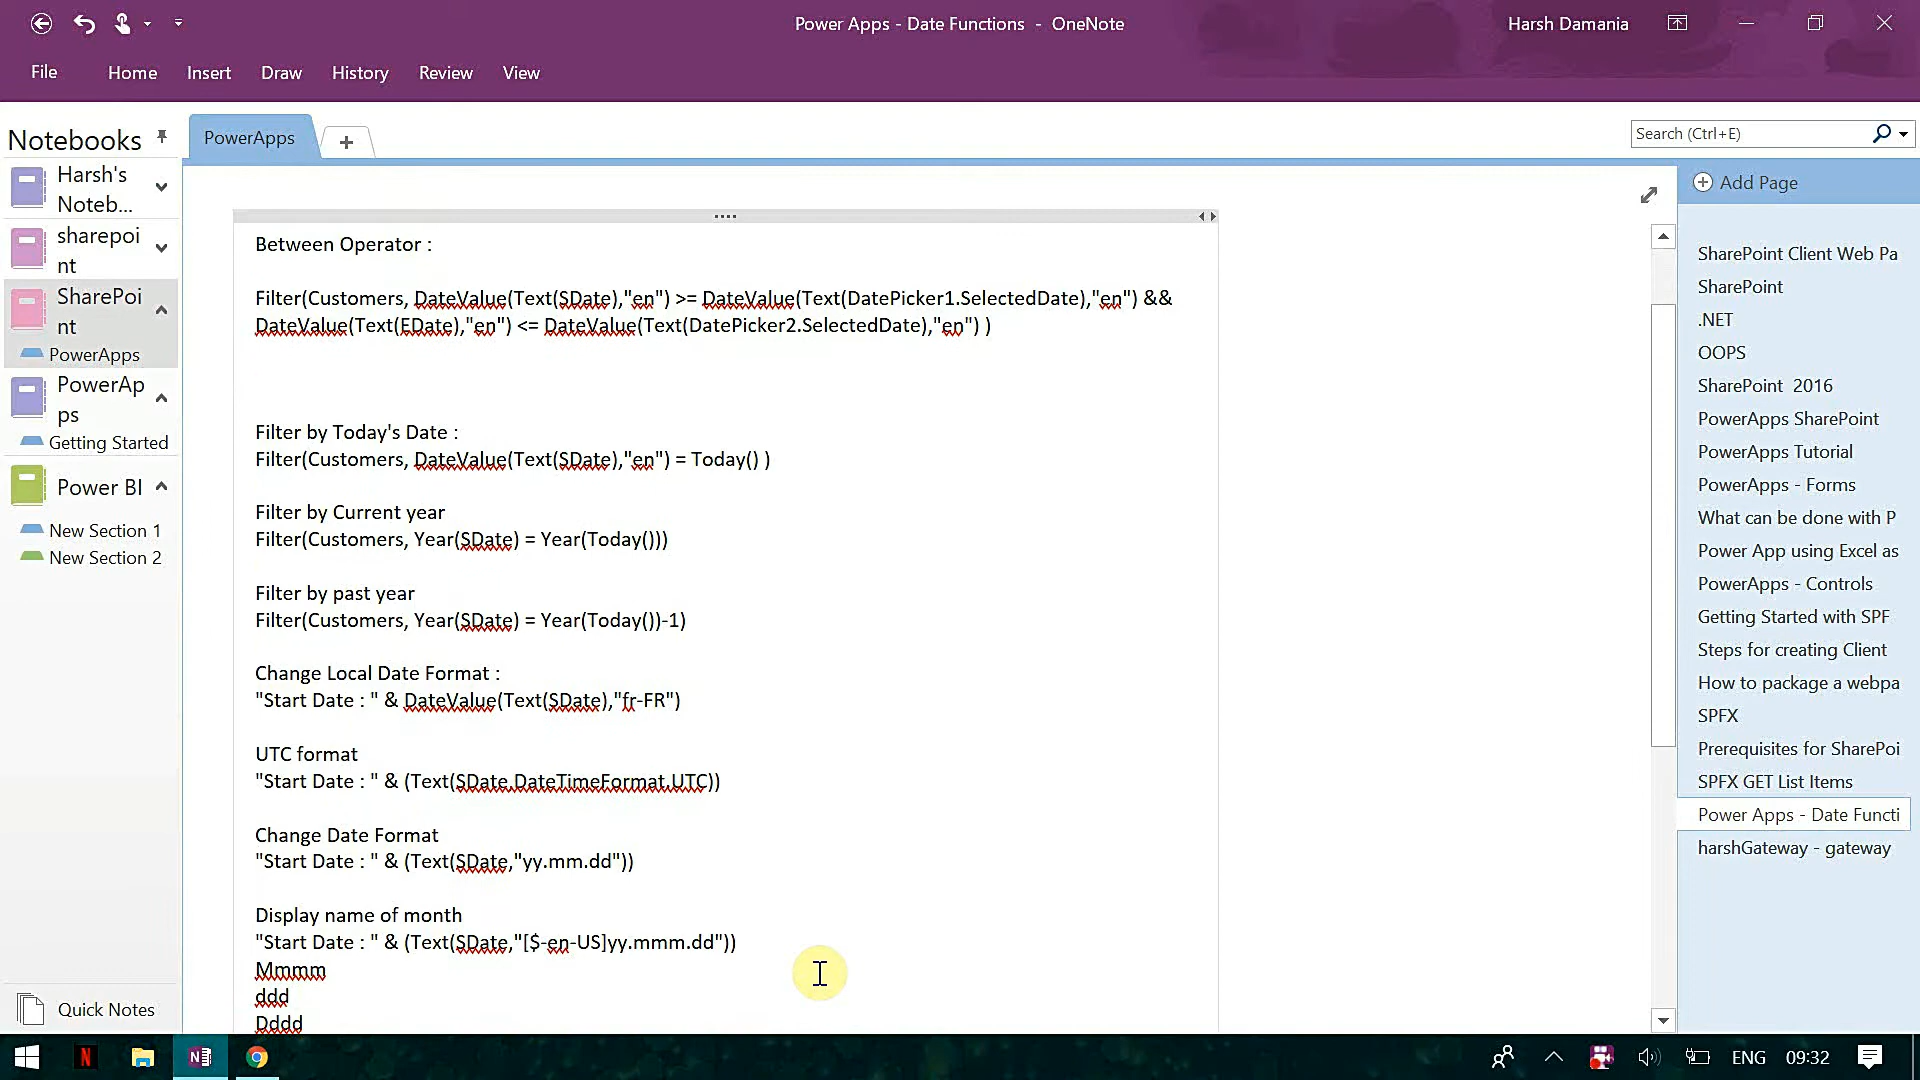 Power Apps - Date Functions - OneNote
Harsh Damania
File
Home
Insert
Draw
History
Review
View
Notebooks
PowerApps
Search (Ctrl+E)
Harsh's
Noteb...
sharepoi
nt
SharePoi
nt
PowerApps
PowerAp
ps
Getting Started
Power BI
New Section 1
New Section 2
Quick Notes
Between Operator :
Filter(Customers, DateValue(Text(SDate),"en") >= DateValue(Text(DatePicker1.SelectedDate),"en") &&
DateValue(Text(EDate),"en") <= DateValue(Text(DatePicker2.SelectedDate),"en") )
Filter by Today's Date :
Filter(Customers, DateValue(Text(SDate),"en") = Today() )
Filter by Current year
Filter(Customers, Year(SDate) = Year(Today()))
Filter by past year
Filter(Customers, Year(SDate) = Year(Today())-1)
Change Local Date Format :
"Start Date : " & DateValue(Text(SDate),"fr-FR")
UTC format
"Start Date : " & (Text(SDate,DateTimeFormat.UTC))
Change Date Format
"Start Date : " & (Text(SDate,"yy.mm.dd"))
Display name of month
"Start Date : " & (Text(SDate,"[$-en-US]yy.mmm.dd"))
Mmmm
ddd
Dddd
Add Page
SharePoint Client Web Pa
SharePoint
.NET
OOPS
SharePoint 2016
PowerApps SharePoint
PowerApps Tutorial
PowerApps - Forms
What can be done with P
Power App using Excel as
PowerApps - Controls
Getting Started with SPF
Steps for creating Client
How to package a webpa
SPFX
Prerequisites for SharePoi
SPFX GET List Items
Power Apps - Date Functi
harshGateway - gateway
N
N
ENG
09:32